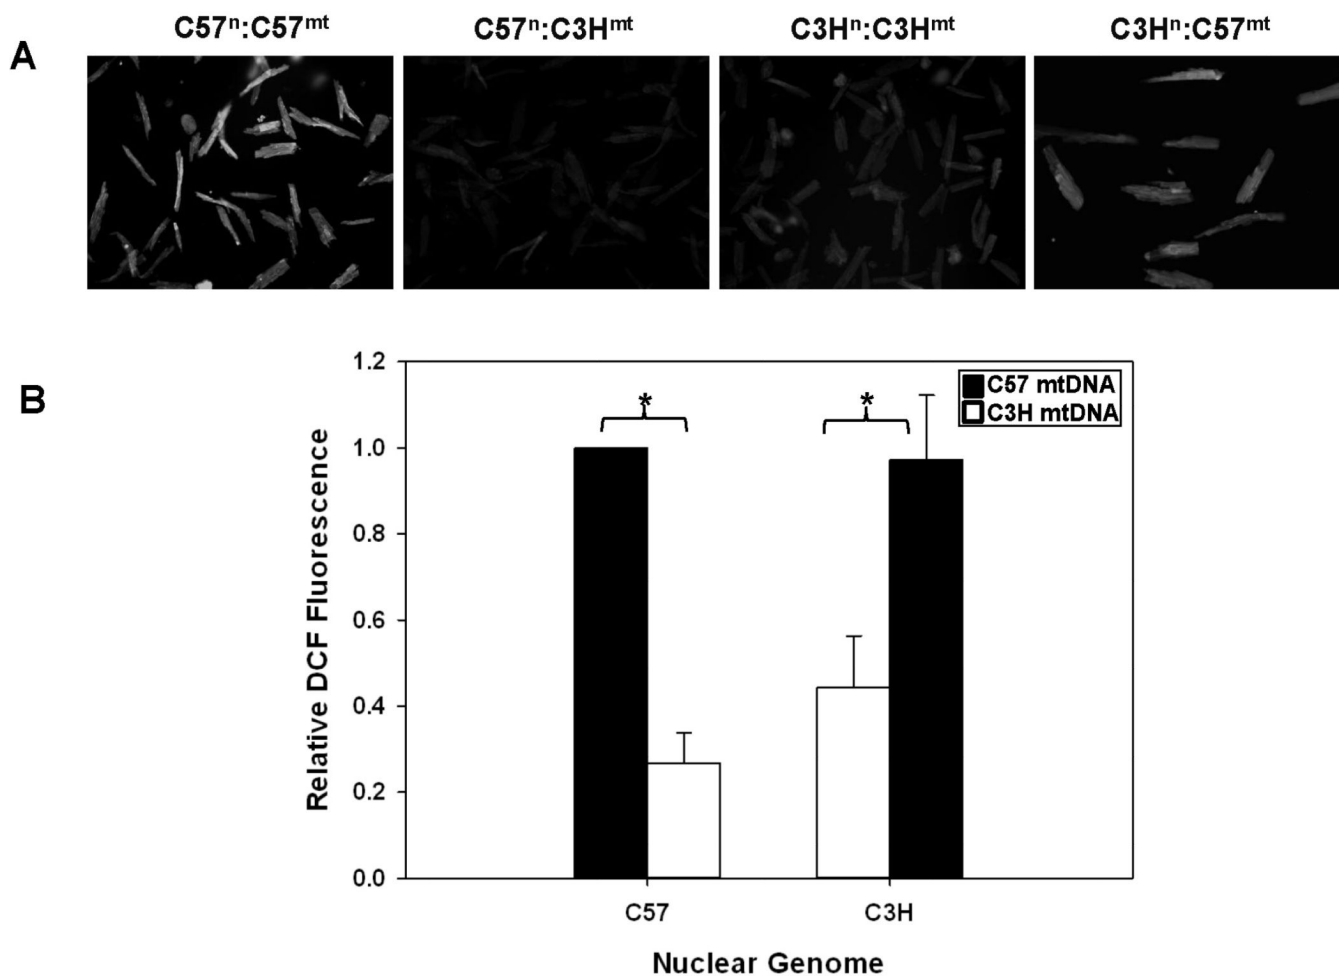 A
C57ⁿ:C57ᵐᵗ
C57ⁿ:C3Hᵐᵗ
C3Hⁿ:C3Hᵐᵗ
C3Hⁿ:C57ᵐᵗ
B
Relative DCF Fluorescence
1.2
1.0
0.8
0.6
0.4
0.2
0.0
*
*
C57 mtDNA
C3H mtDNA
C57
C3H
Nuclear Genome